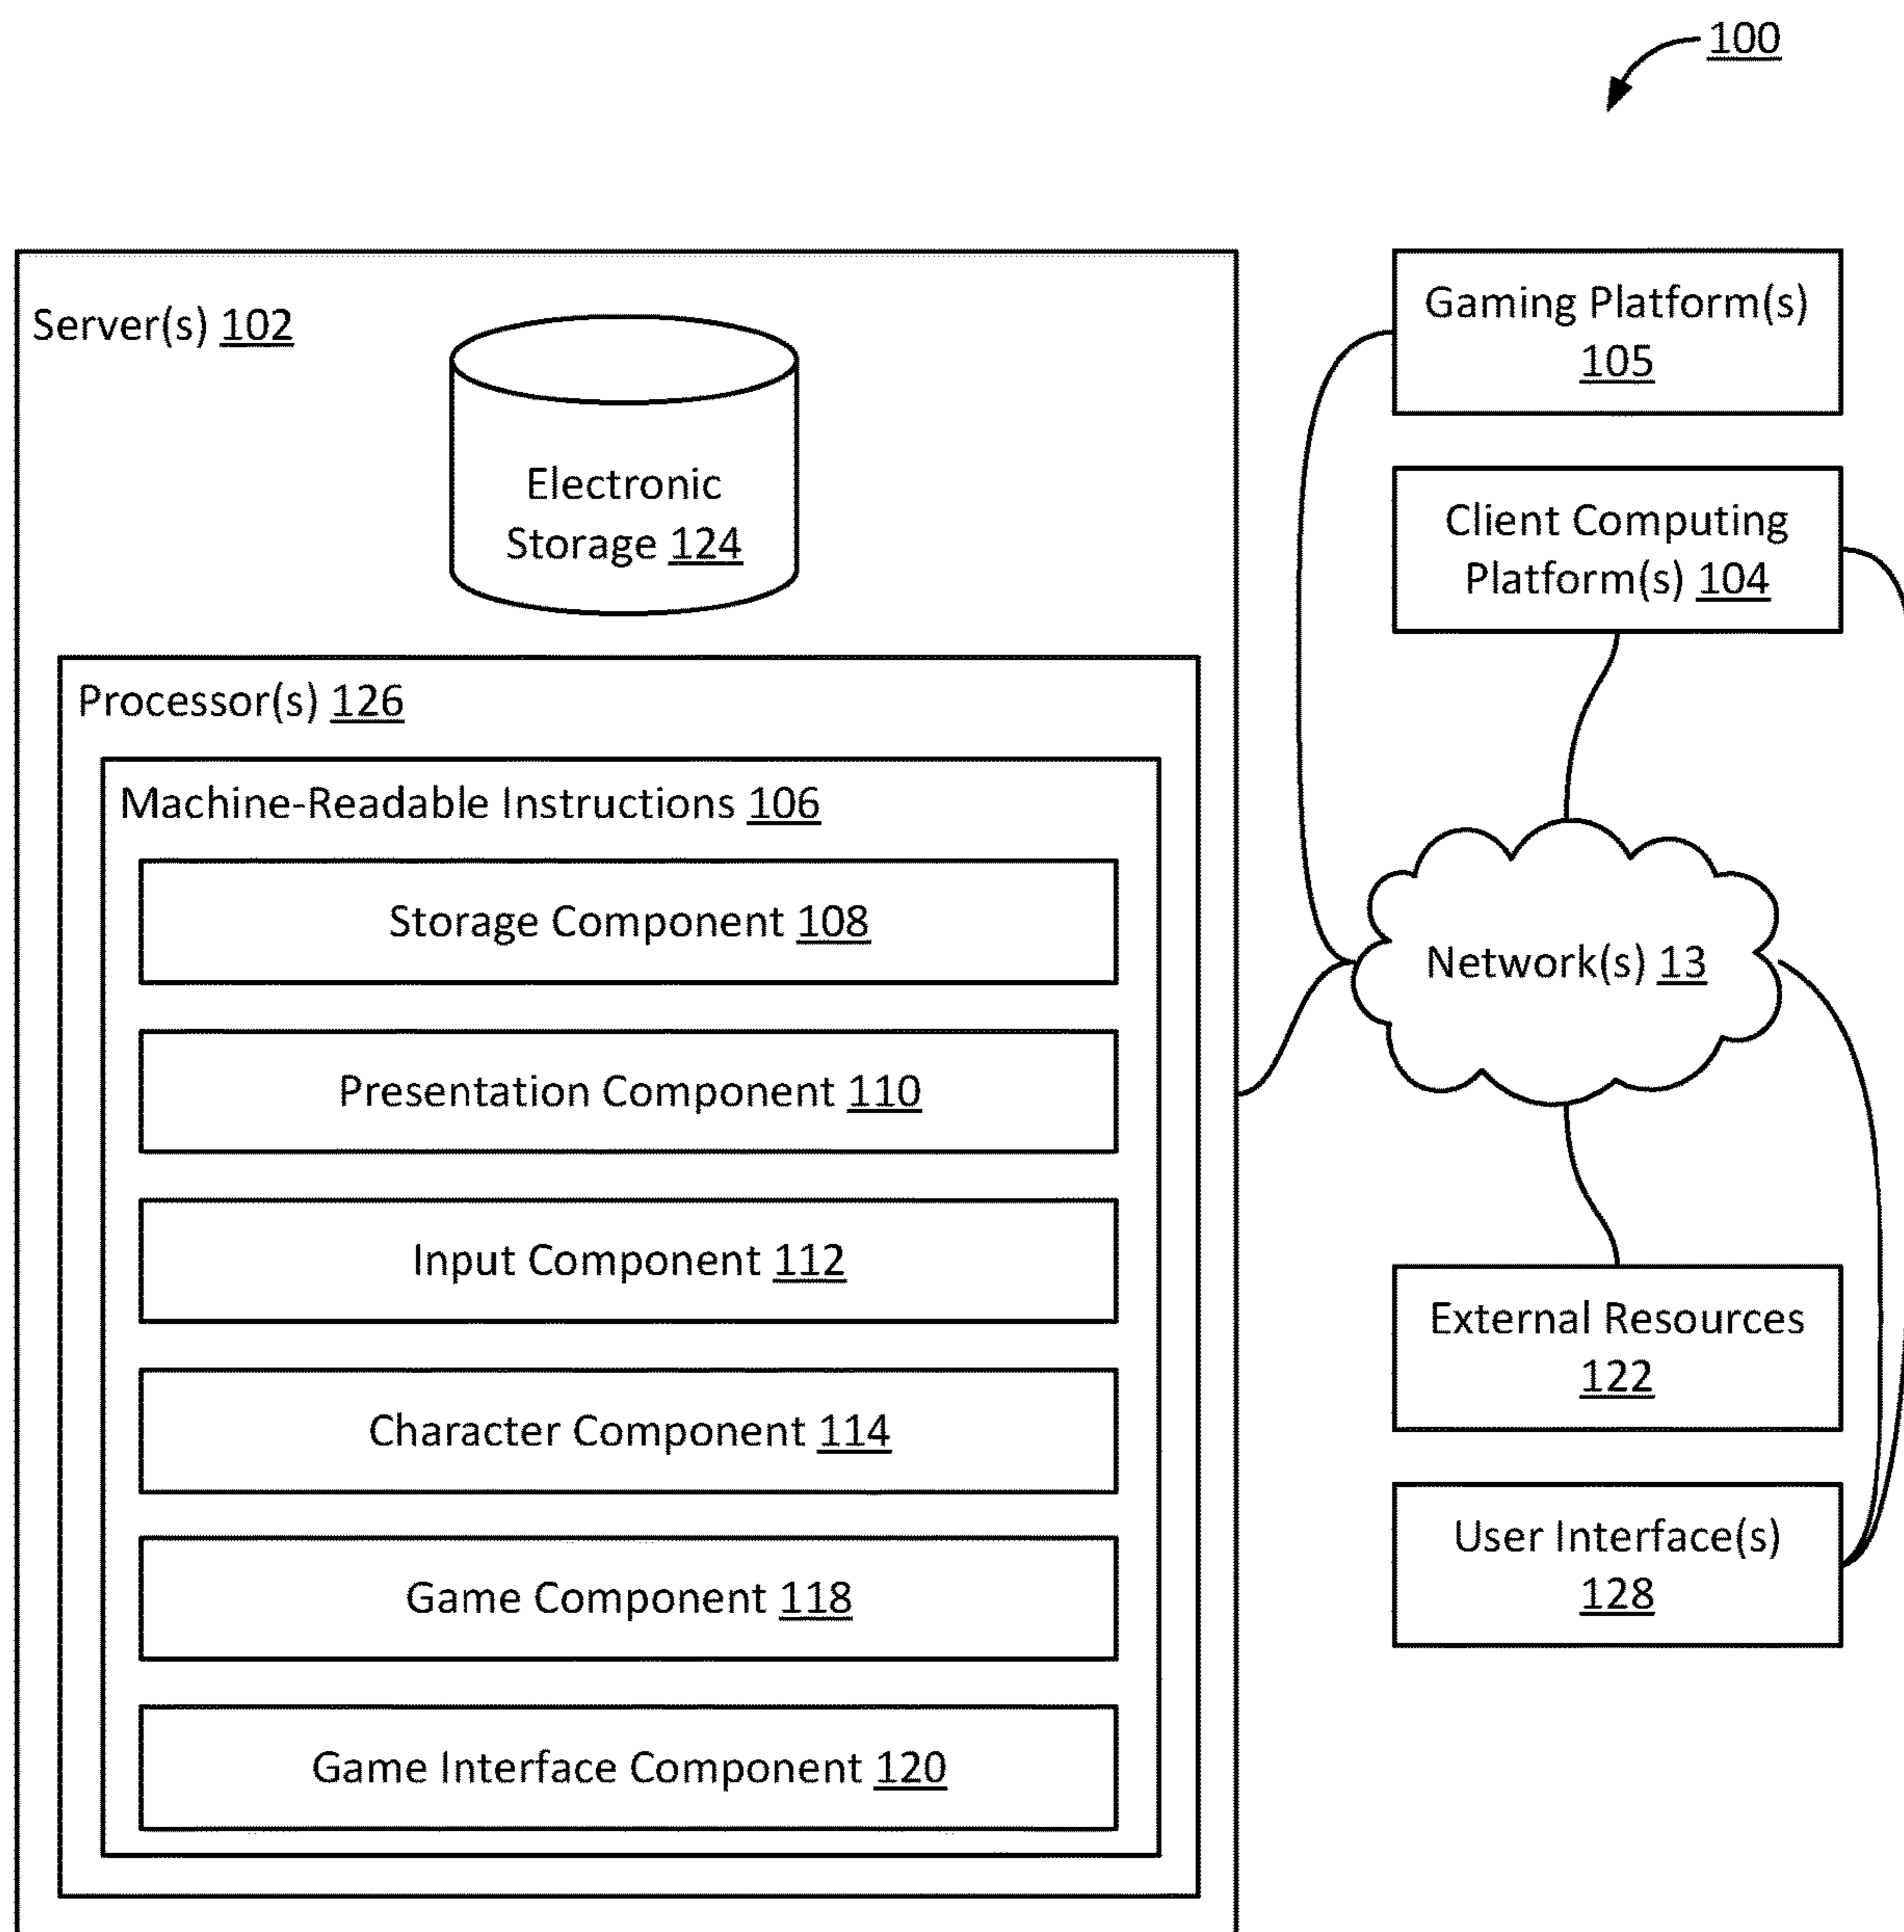 100
Server(s) 102
Electronic
Storage 124
Processor(s) 126
Machine-Readable Instructions 106
Storage Component 108
Presentation Component 110
Input Component 112
Character Component 114
Game Component 118
Game Interface Component 120
Gaming Platform(s)
105
Client Computing
Platform(s) 104
Network(s) 13
External Resources
122
User Interface(s)
128